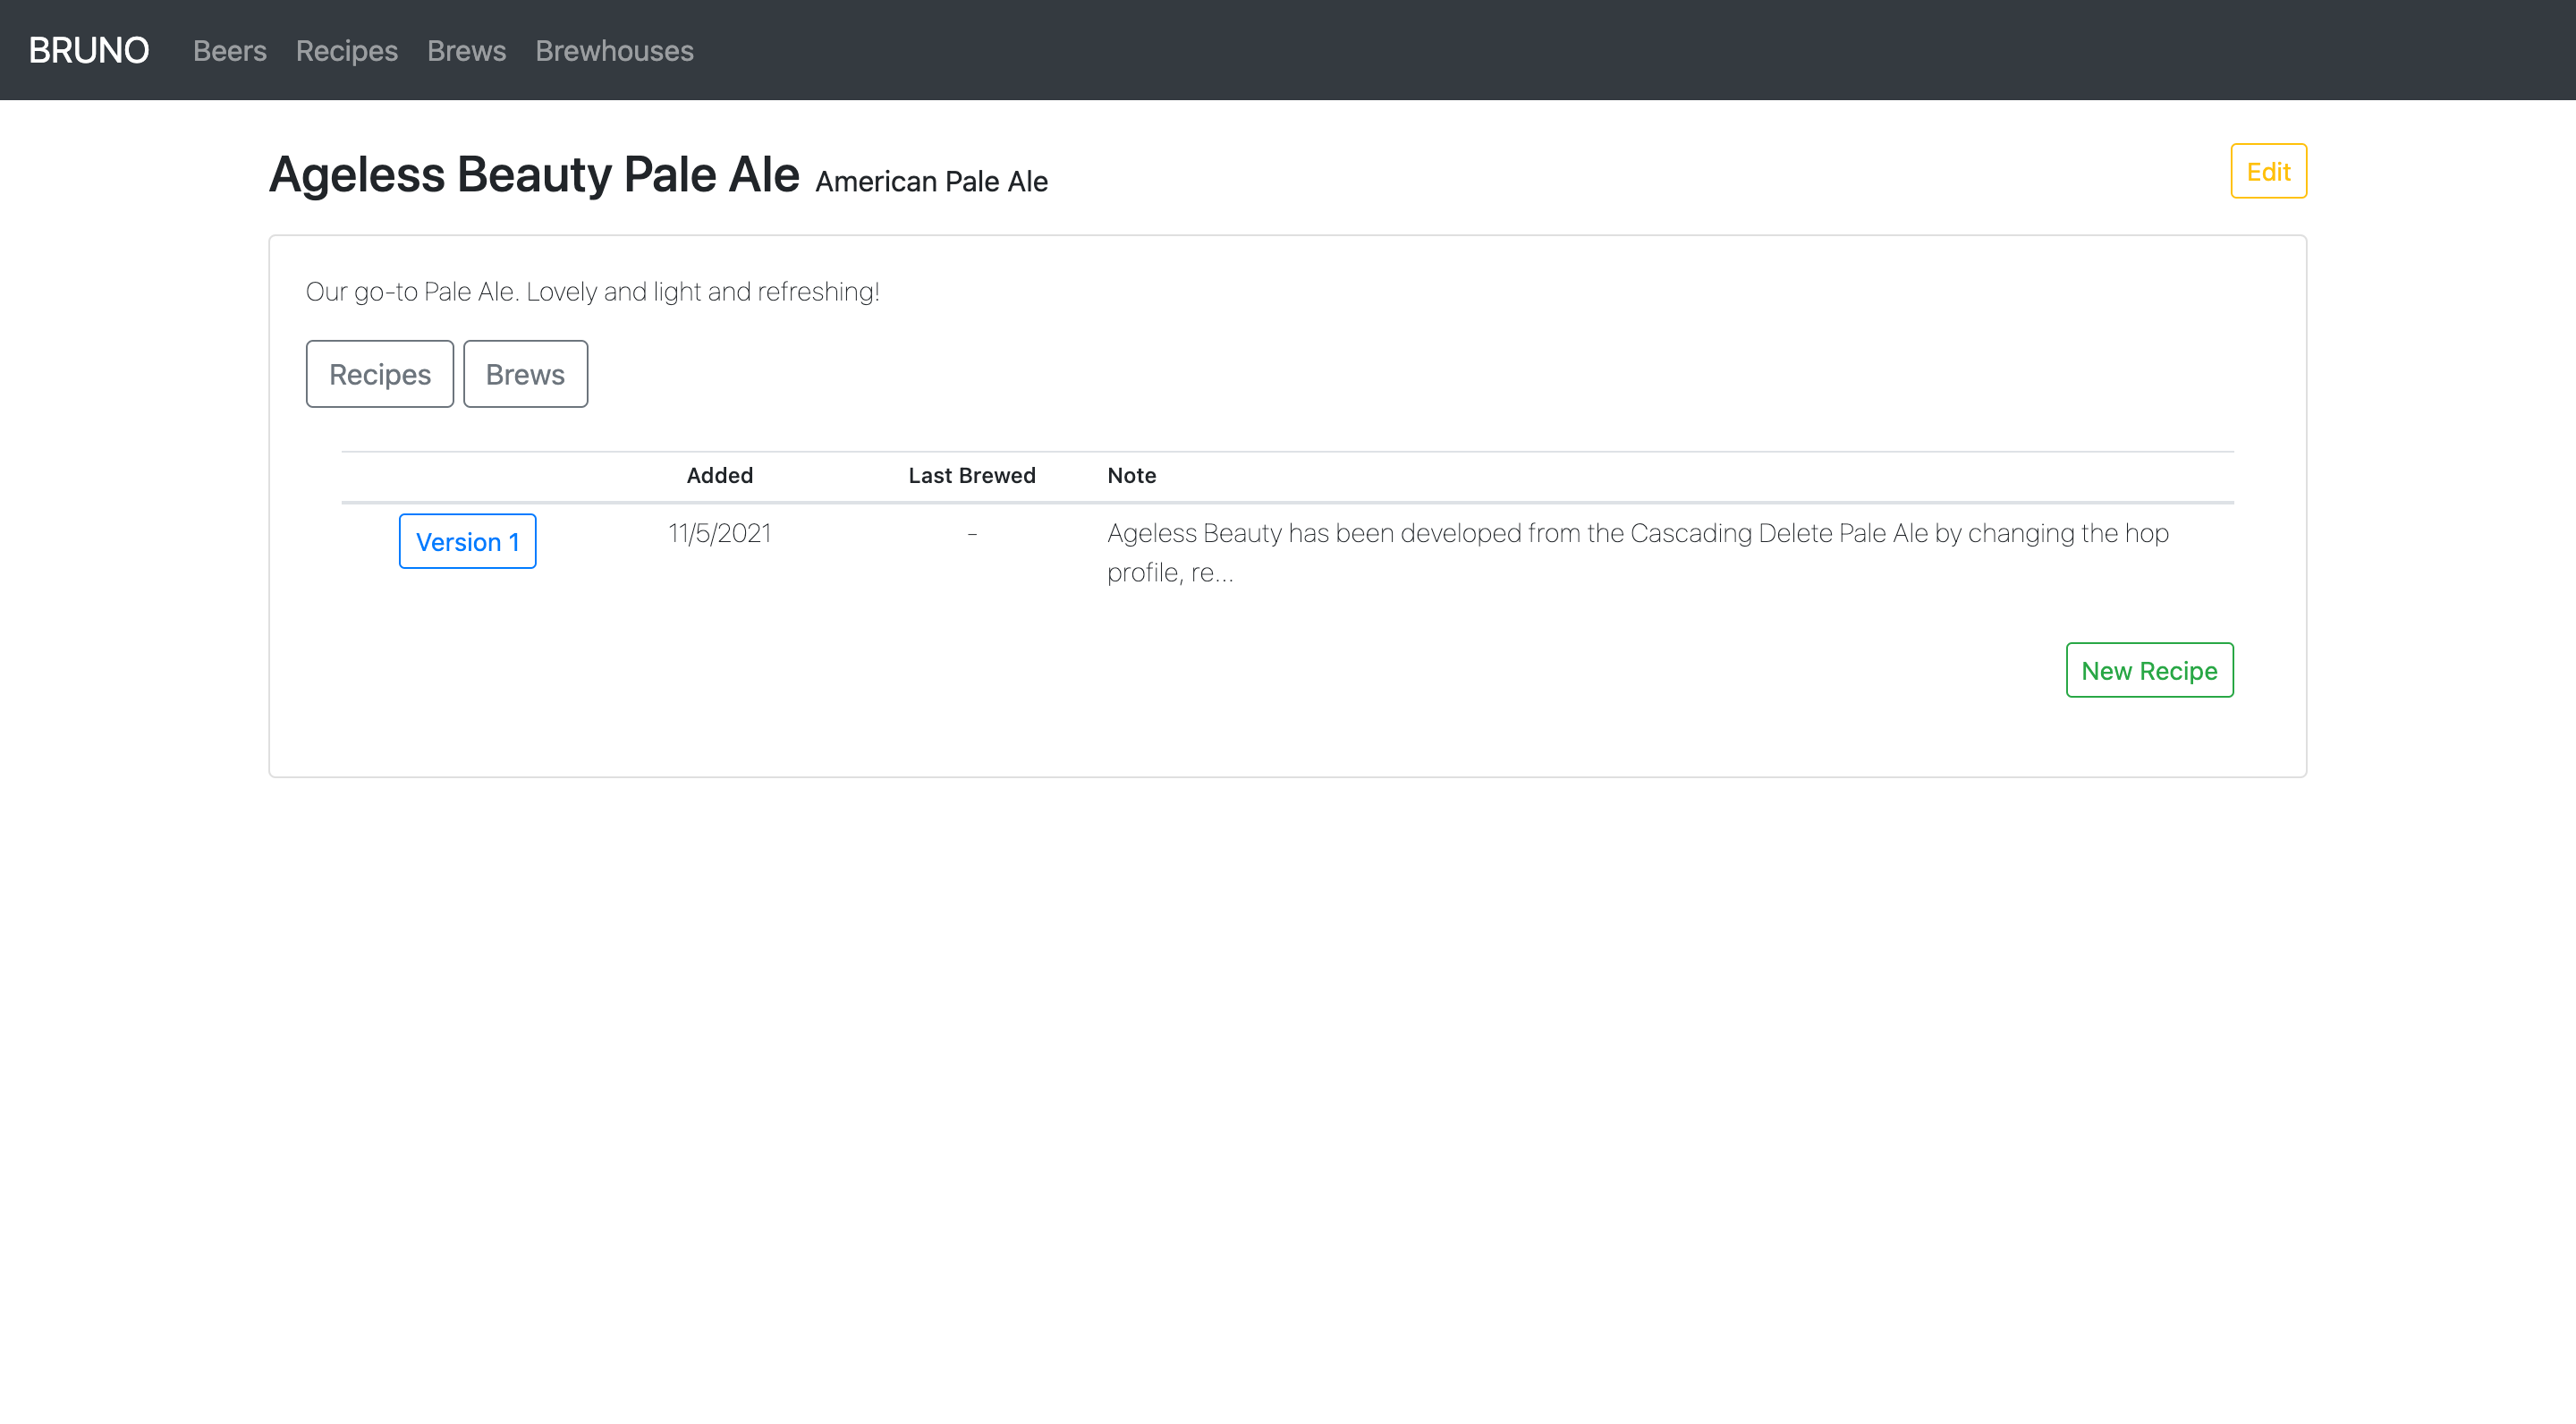 BRUNO Beers Recipes Brews Brewhouses
Ageless Beauty Pale Ale American Pale Ale Edit
Our go-to Pale Ale. Lovely and light and refreshing!
Recipes Brews
Added Last Brewed Note
Version 1 11/5/2021 - Ageless Beauty has been developed from the Cascading Delete Pale Ale by changing the hop
profile, re...
New Recipe